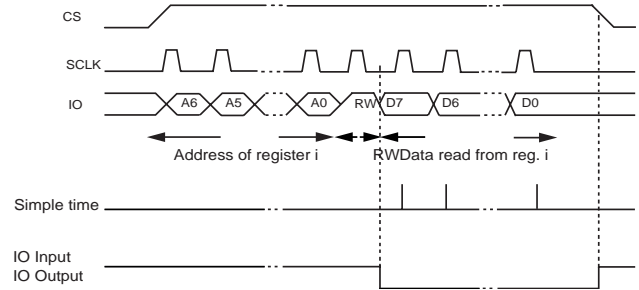 CS
SCLK
IO A6 A5 A0 RW D7 D6 D0
Address of register i RWData read from reg. i
Simple time
IO Input
IO Output